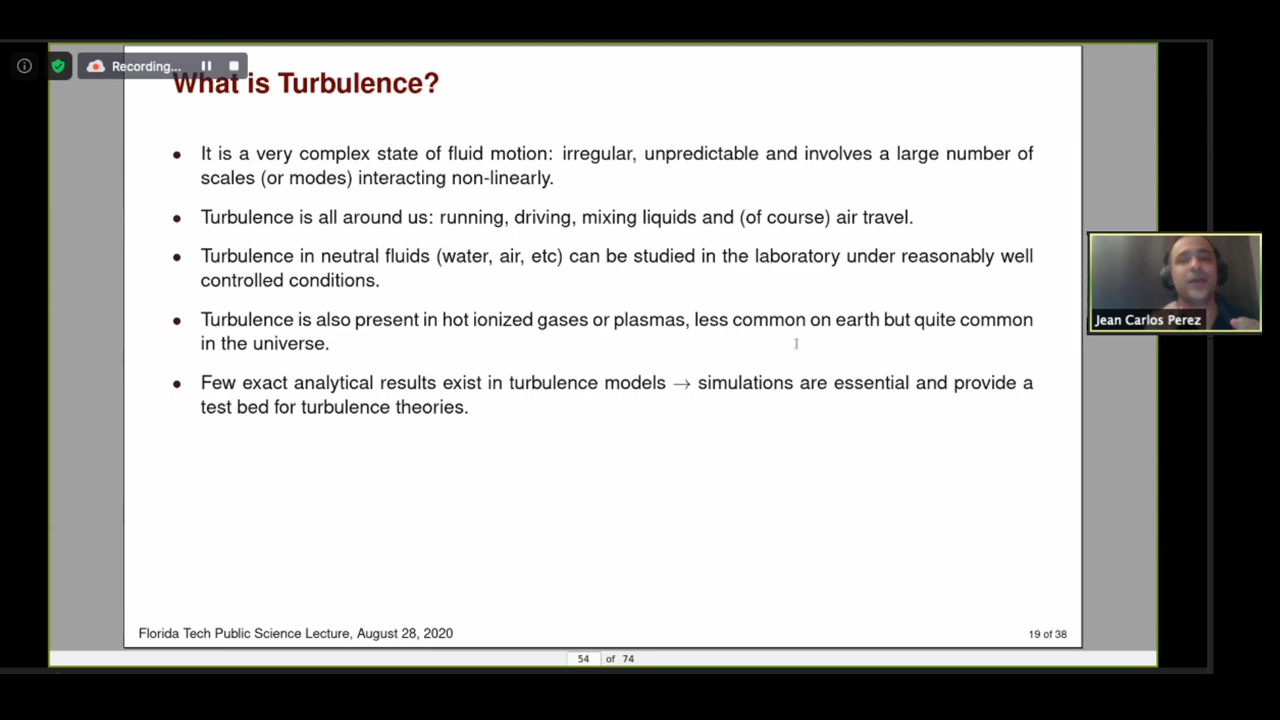 Recording...
What is Turbulence?
• It is a very complex state of fluid motion: irregular, unpredictable and involves a large number of
scales (or modes) interacting non-linearly.
• Turbulence is all around us: running, driving, mixing liquids and (of course) air travel.
• Turbulence in neutral fluids (water, air, etc) can be studied in the laboratory under reasonably well
controlled conditions.
• Turbulence is also present in hot ionized gases or plasmas, less common on earth but quite common
in the universe.
• Few exact analytical results exist in turbulence models → simulations are essential and provide a
test bed for turbulence theories.
Jean Carlos Perez
Florida Tech Public Science Lecture, August 28, 2020
19 of 38
54 of 74